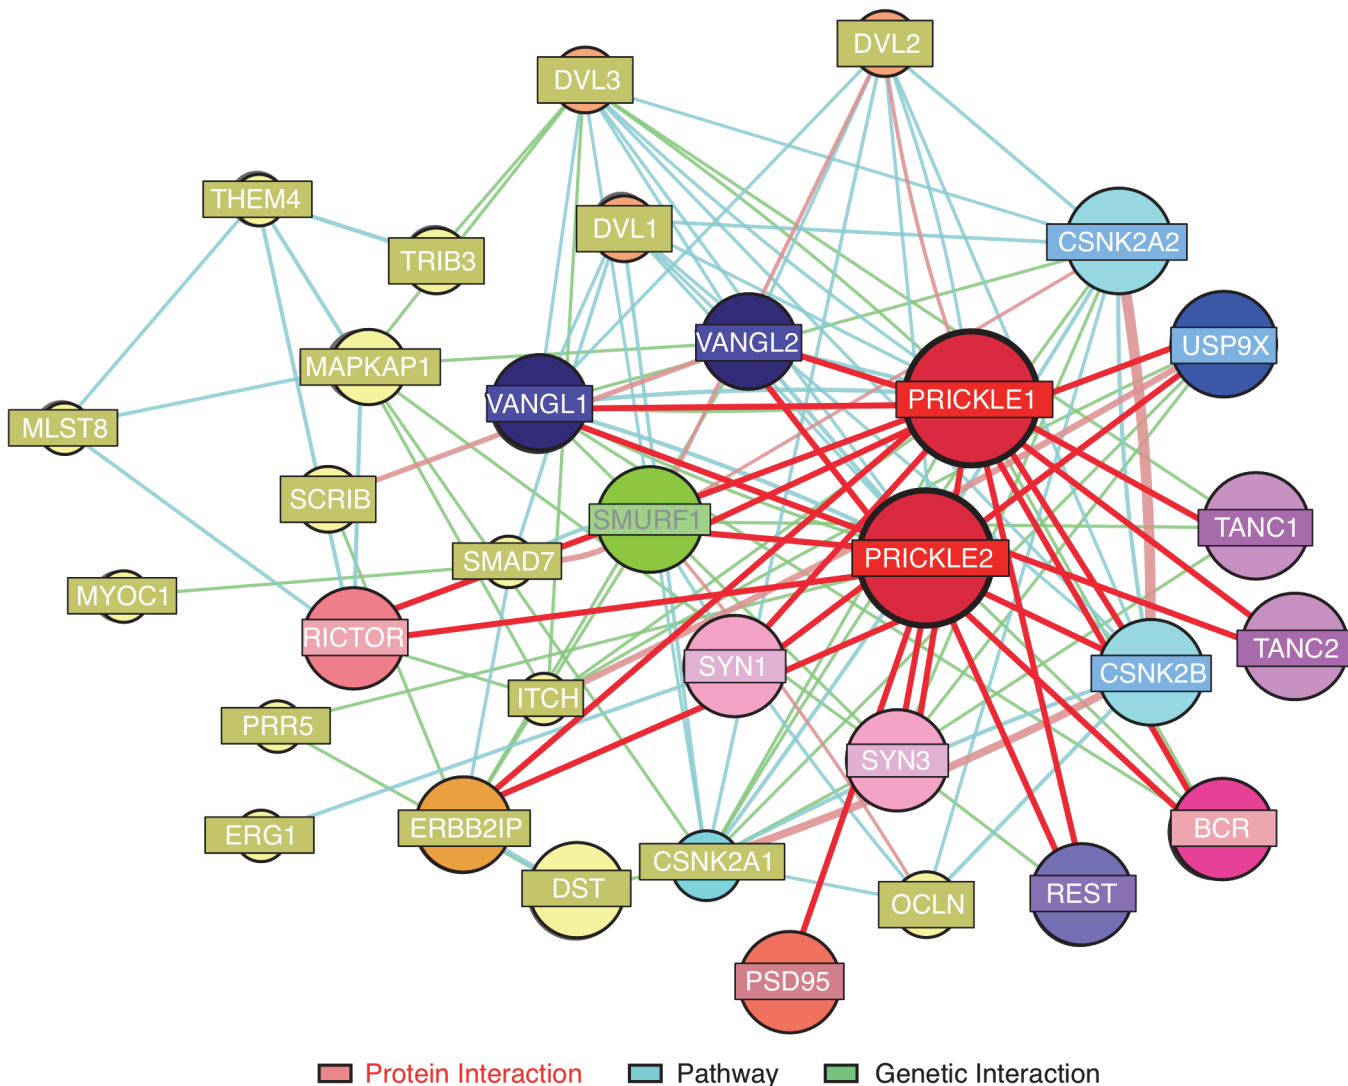 DVL2
DVL3
THEM4
DVL1
CSNK2A2
TRIB3
VANGL2
USP9X
MAPKAP1
PRICKLE1
VANGL1
MLST8
SCRIB
SMURF1
TANC1
SMAD7
PRICKLE2
MYOC1
RICTOR
TANC2
SYN1
CSNK2B
ITCH
PRR5
SYN3
ERG1
ERBB2IP
BCR
CSNK2A1
DST
OCLN
REST
PSD95
Protein Interaction Pathway Genetic Interaction